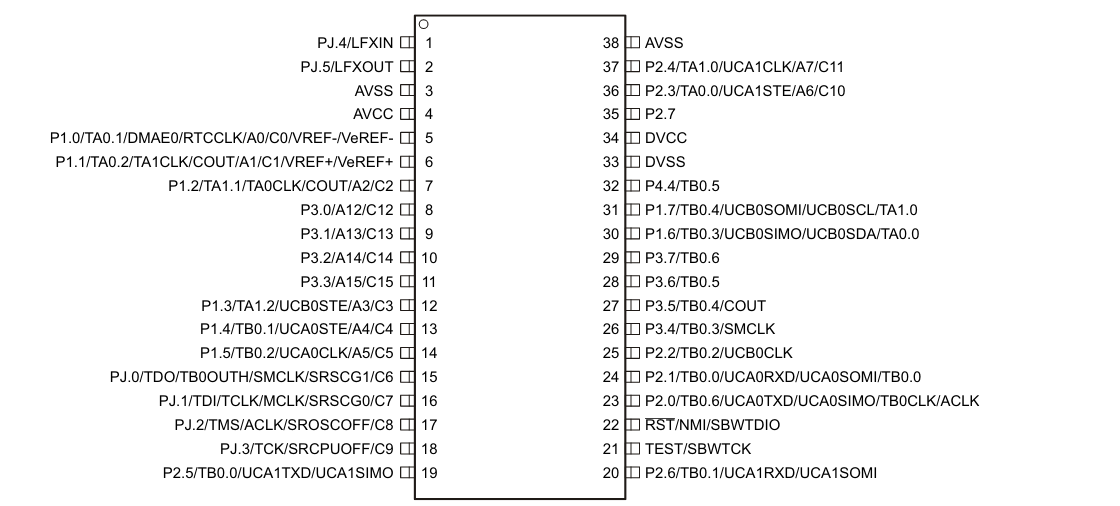 PJ.4/LFXIN 1 38 AVSS
PJ.5/LFXOUT 2 37 P2.4/TA1.0/UCA1CLK/A7/C11
AVSS 3 36 P2.3/TA0.0/UCA1STE/A6/C10
AVCC 4 35 P2.7
P1.0/TA0.1/DMAE0/RTCCLK/A0/C0/VREF-/VeREF- 5 34 DVCC
P1.1/TA0.2/TA1CLK/COUT/A1/C1/VREF+/VeREF+ 6 33 DVSS
P1.2/TA1.1/TA0CLK/COUT/A2/C2 7 32 P4.4/TB0.5
P3.0/A12/C12 8 31 P1.7/TB0.4/UCB0SOMI/UCB0SCL/TA1.0
P3.1/A13/C13 9 30 P1.6/TB0.3/UCB0SIMO/UCB0SDA/TA0.0
P3.2/A14/C14 10 29 P3.7/TB0.6
P3.3/A15/C15 11 28 P3.6/TB0.5
P1.3/TA1.2/UCB0STE/A3/C3 12 27 P3.5/TB0.4/COUT
P1.4/TB0.1/UCA0STE/A4/C4 13 26 P3.4/TB0.3/SMCLK
P1.5/TB0.2/UCA0CLK/A5/C5 14 25 P2.2/TB0.2/UCB0CLK
PJ.0/TDO/TB0OUTH/SMCLK/SRSCG1/C6 15 24 P2.1/TB0.0/UCA0RXD/UCA0SOMI/TB0.0
PJ.1/TDI/TCLK/MCLK/SRSCG0/C7 16 23 P2.0/TB0.6/UCA0TXD/UCA0SIMO/TB0CLK/ACLK
PJ.2/TMS/ACLK/SROSCOFF/C8 17 22 RST/NMI/SBWTDIO
PJ.3/TCK/SRCPUOFF/C9 18 21 TEST/SBWTCK
P2.5/TB0.0/UCA1TXD/UCA1SIMO 19 20 P2.6/TB0.1/UCA1RXD/UCA1SOMI